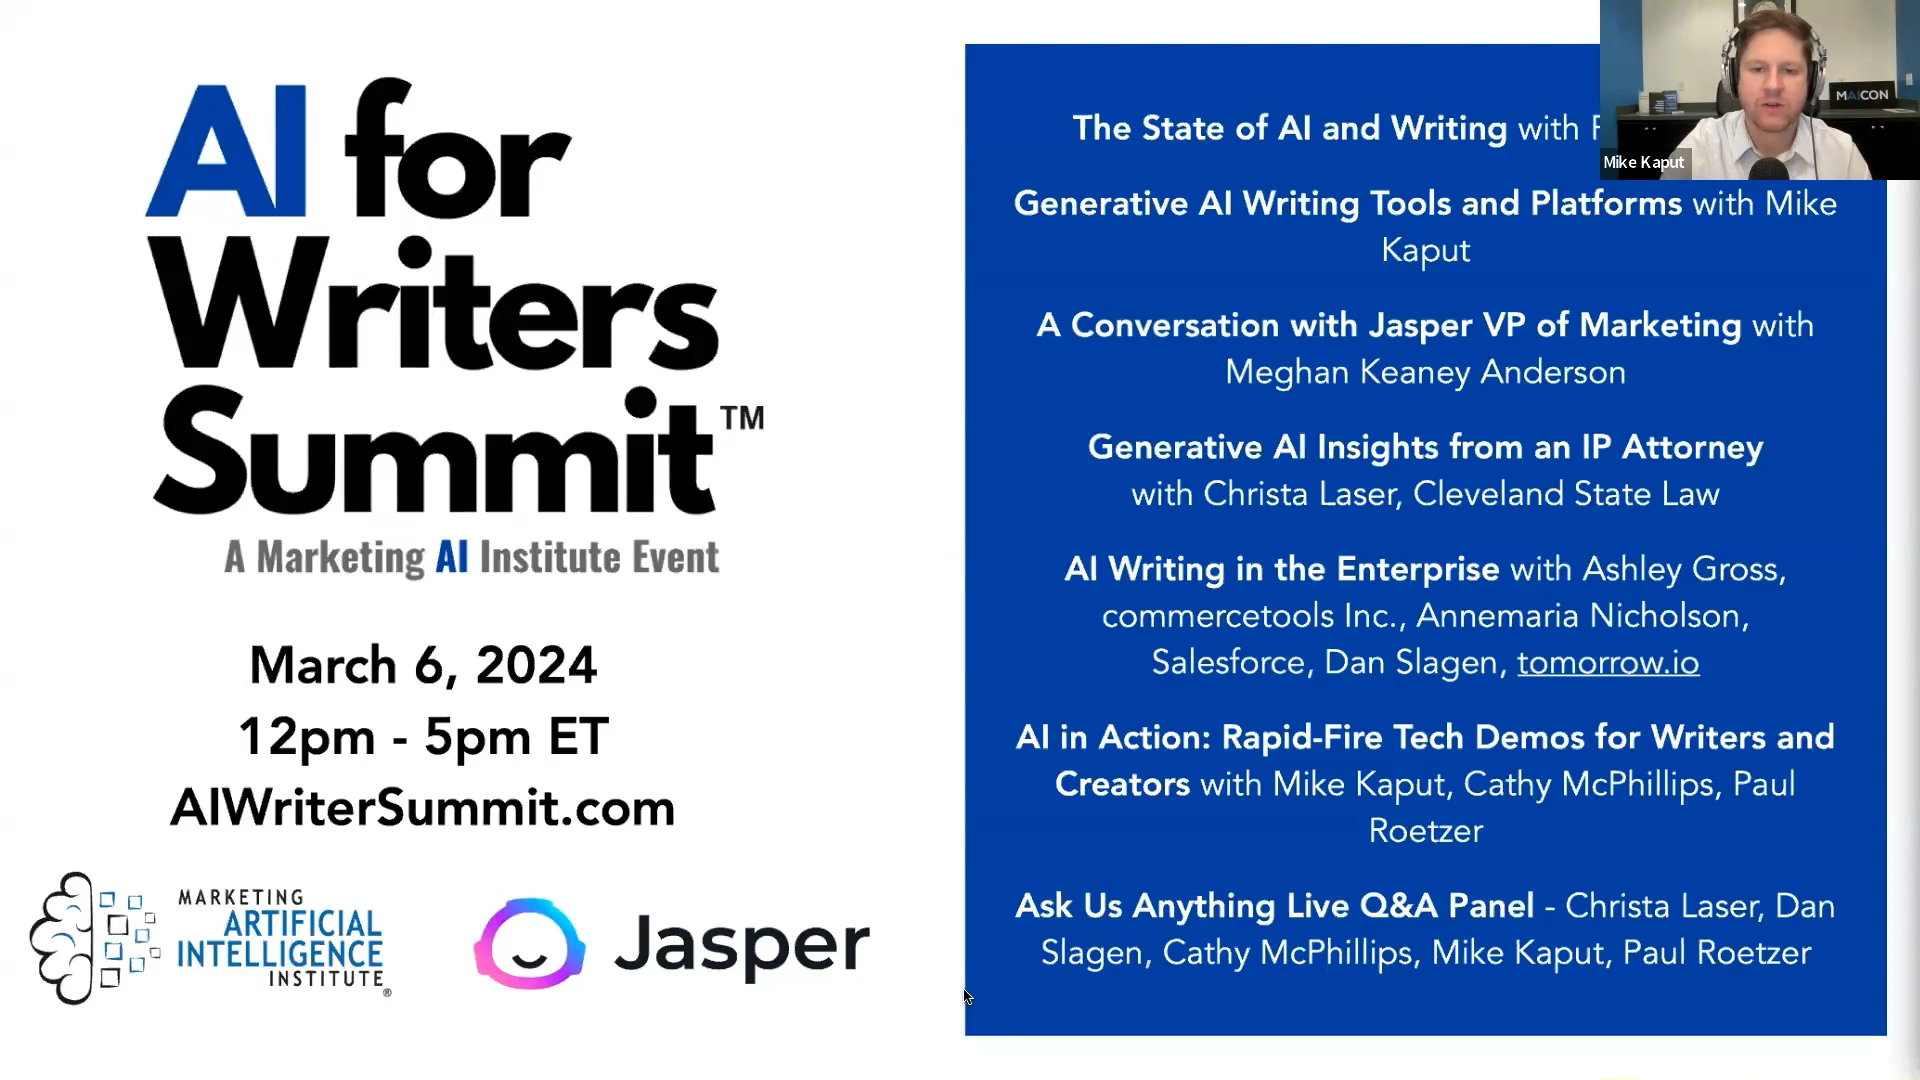 AI for
Writers
Summit™
A Marketing AI Institute Event
March 6, 2024
12pm - 5pm ET
AIWriterSummit.com
MARKETING
ARTIFICIAL
INTELLIGENCE
INSTITUTE®
Jasper
The State of AI and Writing with
Generative AI Writing Tools and Platforms with Mike
Kaput
A Conversation with Jasper VP of Marketing with
Meghan Keaney Anderson
Generative AI Insights from an IP Attorney
with Christa Laser, Cleveland State Law
AI Writing in the Enterprise with Ashley Gross,
commercetools Inc., Annemaria Nicholson,
Salesforce, Dan Slagen, tomorrow.io
AI in Action: Rapid-Fire Tech Demos for Writers and
Creators with Mike Kaput, Cathy McPhillips, Paul
Roetzer
Ask Us Anything Live Q&A Panel - Christa Laser, Dan
Slagen, Cathy McPhillips, Mike Kaput, Paul Roetzer
MAICON
Mike Kaput